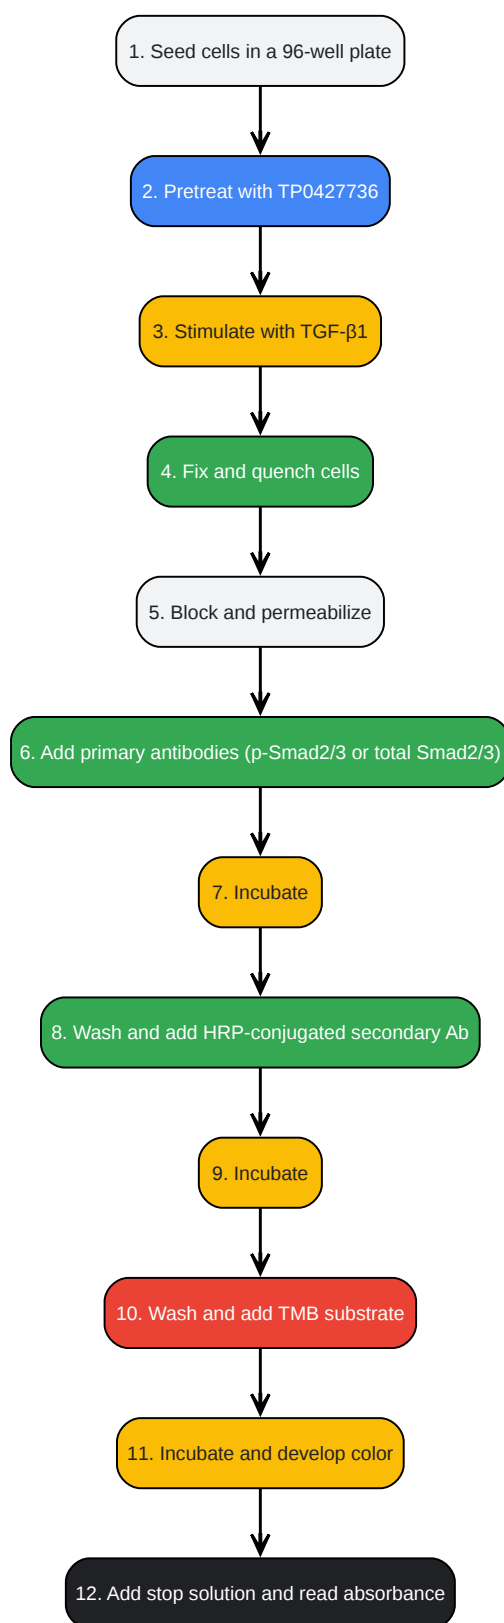 1. Seed cells in a 96-well plate
2. Pretreat with TP0427736
3. Stimulate with TGF-β1
4. Fix and quench cells
5. Block and permeabilize
6. Add primary antibodies (p-Smad2/3 or total Smad2/3)
7. Incubate
8. Wash and add HRP-conjugated secondary Ab
9. Incubate
10. Wash and add TMB substrate
11. Incubate and develop color
12. Add stop solution and read absorbance